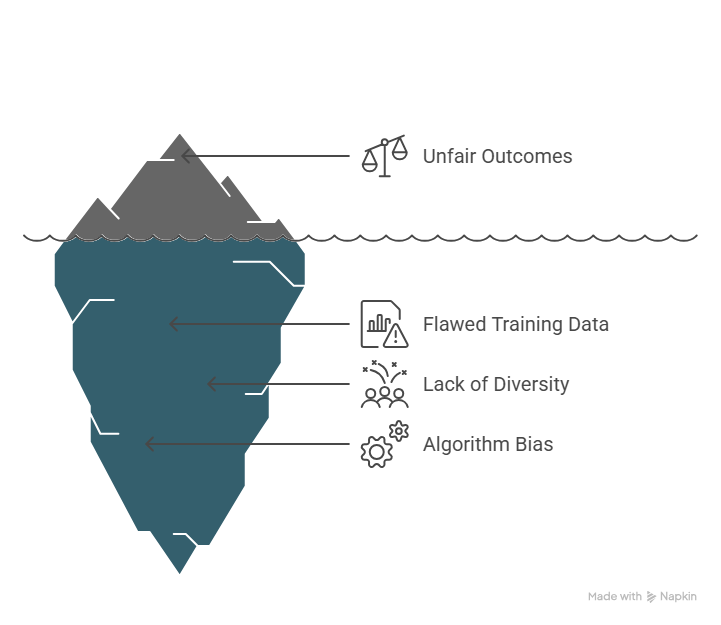 Unfair Outcomes
Flawed Training Data
Lack of Diversity
Algorithm Bias
Made with Napkin